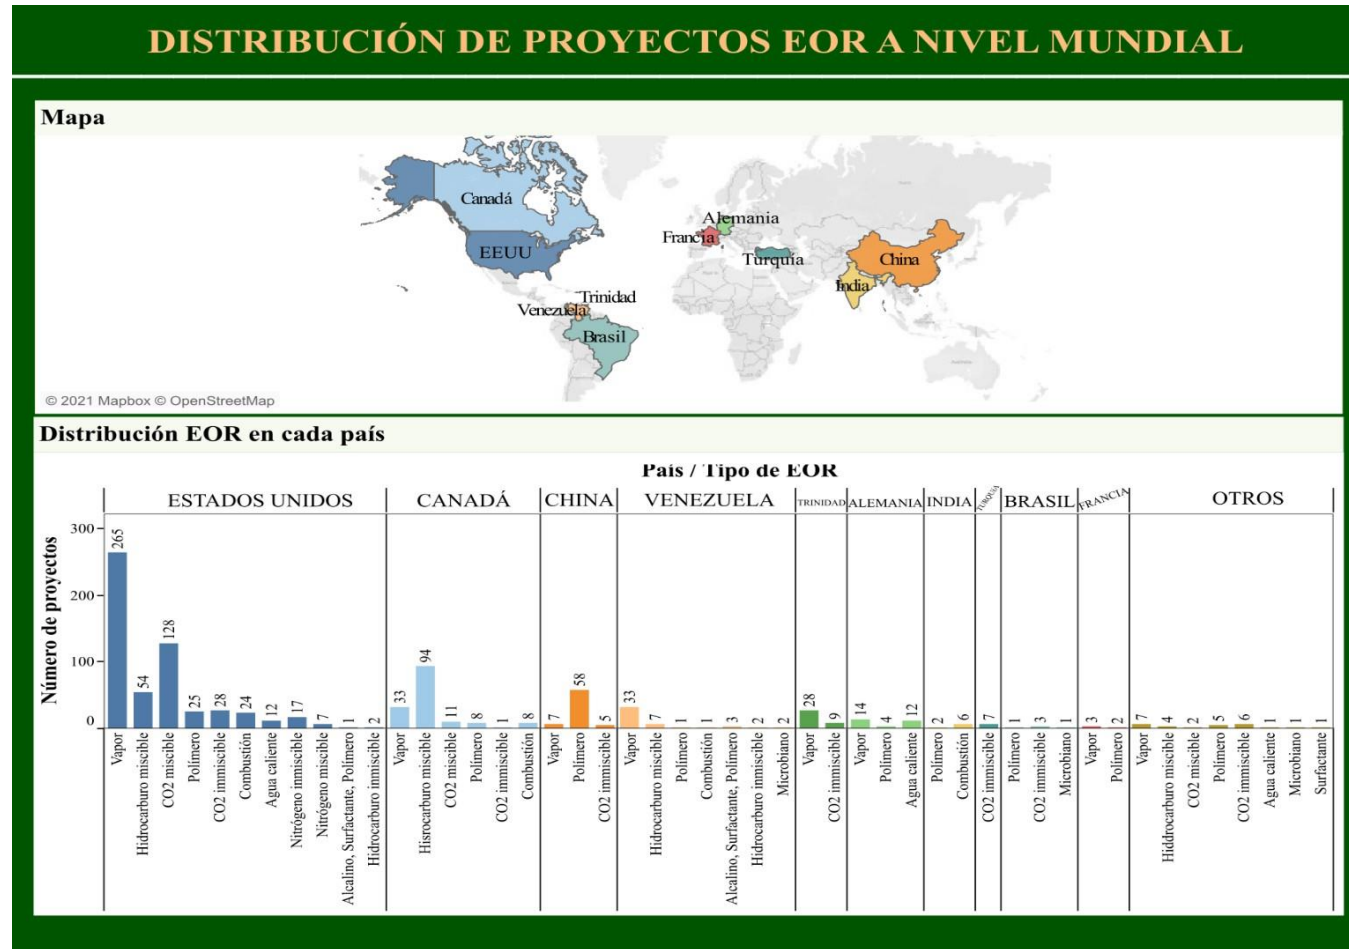 DISTRIBUCIÓN DE PROYECTOS EOR A NIVEL MUNDIAL
Mapa
Canadá
EEUU
Alemania
Francia
Turquía
China
India
Trinidad
Venezuela
Brasil
© 2021 Mapbox © OpenStreetMap
Distribución EOR en cada país
País / Tipo de EOR
ESTADOS UNIDOS
CANADÁ
CHINA
VENEZUELA
TRINIDAD
ALEMANIA
INDIA
TURQUÍA
BRASIL
FRANCIA
OTROS
Número de proyectos
300
200
100
0
265
54
128
25
28
24
12
17
7
1
2
33
94
11
8
1
8
7
58
5
33
7
1
1
3
2
2
28
9
14
4
12
2
6
7
1
3
1
3
2
7
4
2
5
6
1
1
1
Vapor
Hidrocarburo miscible
CO2 miscible
Polímero
CO2 inmiscible
Combustión
Agua caliente
Nitrógeno inmiscible
Nitrógeno miscible
Alcalino, Surfactante, Polímero
Hidrocarburo inmiscible
Vapor
Hisrocarburo miscible
CO2 miscible
Polímero
CO2 inmiscible
Combustión
Vapor
Polímero
CO2 inmiscible
Vapor
Hidrocarburo miscible
Polímero
Combustión
Alcalino, Surfactante, Polímero
Hidrocarburo inmiscible
Microbiano
Vapor
CO2 inmiscible
Vapor
Polímero
Agua caliente
Polímero
Combustión
CO2 inmiscible
Polímero
CO2 inmiscible
Microbiano
Vapor
Polímero
Vapor
Hiddrocarburo miscible
CO2 miscible
Polímero
CO2 inmiscible
Agua caliente
Microbiano
Surfactante